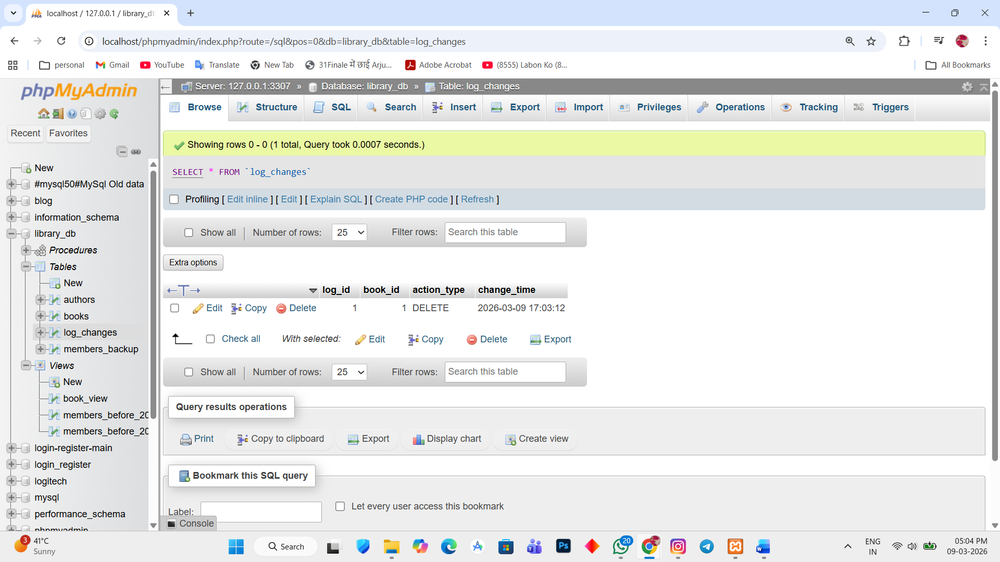 localhost / 127.0.0.1 / library_db
localhost/phpmyadmin/index.php?route=/sql&pos=0&db=library_db&table=log_changes
personal Gmail YouTube Translate New Tab 31Finale में छाई Arju... Adobe Acrobat (8555) Labon Ko (8... All Bookmarks
phpMyAdmin
Recent Favorites
New
#mysql50#MySql Old data
blog
information_schema
library_db
Procedures
Tables
New
authors
books
log_changes
members_backup
Views
New
book_view
members_before_20
members_before_20
login-register-main
login_register
logitech
mysql
performance_schema
phpmyadmin
Server: 127.0.0.1:3307 » Database: library_db » Table: log_changes
Browse Structure SQL Search Insert Export Import Privileges Operations Tracking Triggers
Showing rows 0 - 0 (1 total, Query took 0.0007 seconds.)
SELECT * FROM `log_changes`
Profiling [ Edit inline ] [ Edit ] [ Explain SQL ] [ Create PHP code ] [ Refresh ]
Show all Number of rows: 25 Filter rows: Search this table
Extra options
←T→ log_id book_id action_type change_time
Edit Copy Delete 1 1 DELETE 2026-03-09 17:03:12
Check all With selected: Edit Copy Delete Export
Show all Number of rows: 25 Filter rows: Search this table
Query results operations
Print Copy to clipboard Export Display chart Create view
Bookmark this SQL query
Label: Let every user access this bookmark
Console
3 41°C
Sunny
Search
Ps
20
W
ENG
IN
05:04 PM
09-03-2026